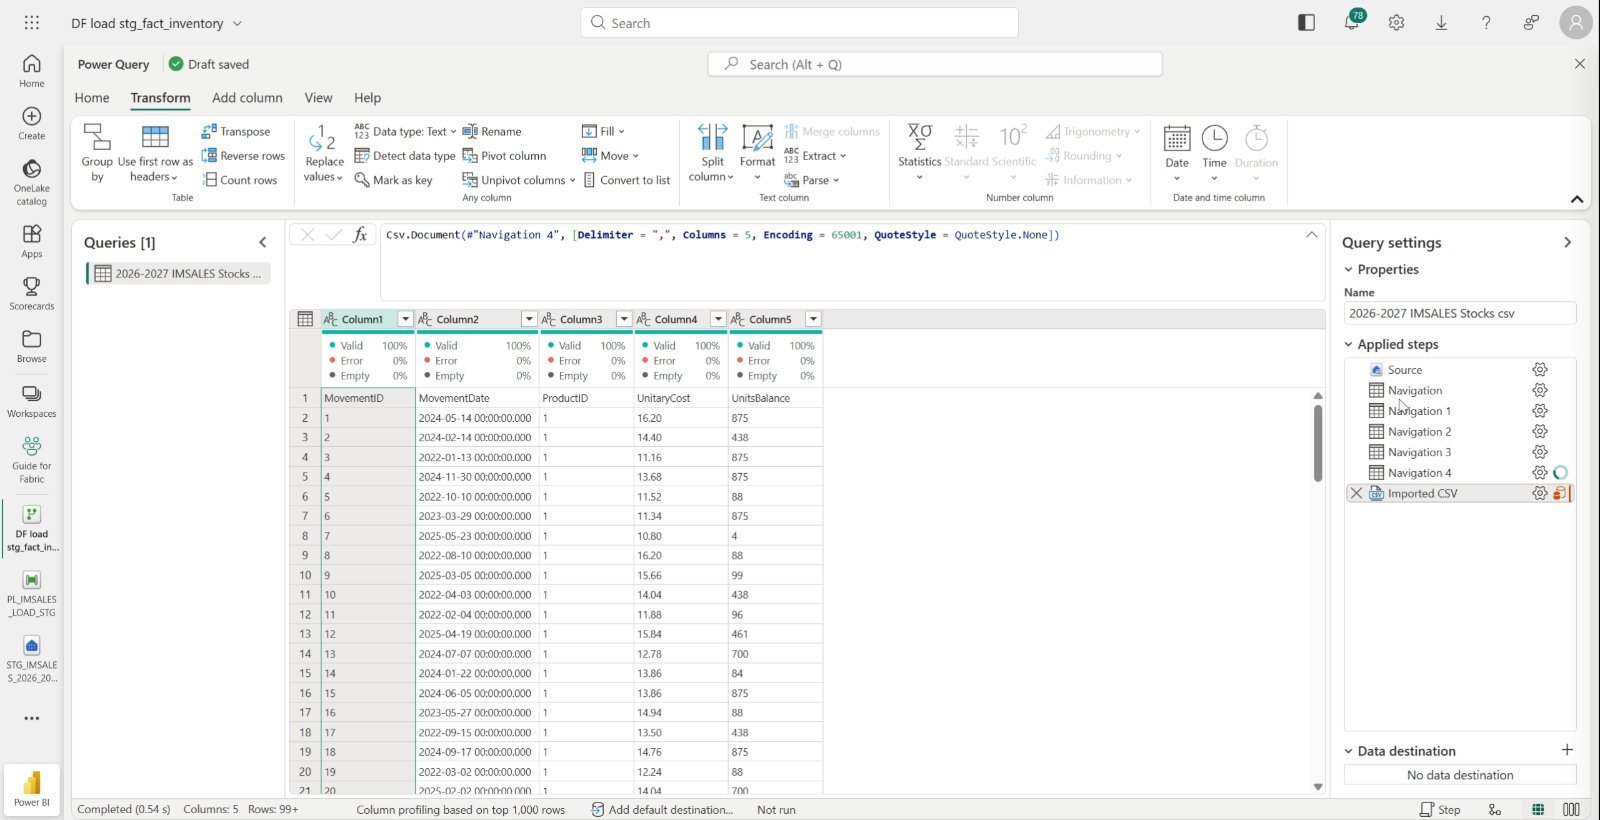 DF load stg_fact_inventory
Search
78
Power Query
Draft saved
Search (Alt + Q)
Home
Transform
Add column
View
Help
Group by
Use first row as headers
Transpose
Reverse rows
Count rows
Table
Replace values
Data type: Text
Detect data type
Mark as key
Rename
Pivot column
Unpivot columns
Fill
Move
Convert to list
Any column
Split column
Format
Merge columns
Extract
Parse
Text column
Statistics
Standard
Scientific
Trigonometry
Rounding
Information
Number column
Date
Time
Duration
Date and time column
Home
Create
OneLake catalog
Apps
Scorecards
Browse
Workspaces
Guide for Fabric
DF load stg_fact_in...
PL_IMSALES_LOAD_STG
STG_IMSALES_2026_20...
Power BI
Queries [1]
2026-2027 IMSALES Stocks ...
fx
Csv.Document(#"Navigation 4", [Delimiter = ",", Columns = 5, Encoding = 65001, QuoteStyle = QuoteStyle.None])
Column1 Column2 Column3 Column4 Column5
Valid 100% Valid 100% Valid 100% Valid 100% Valid 100%
Error 0% Error 0% Error 0% Error 0% Error 0%
Empty 0% Empty 0% Empty 0% Empty 0% Empty 0%
1 MovementID MovementDate ProductID UnitaryCost UnitsBalance
2 1 2024-05-14 00:00:00.000 1 16.20 875
3 2 2024-02-14 00:00:00.000 1 14.40 438
4 3 2022-01-13 00:00:00.000 1 11.16 875
5 4 2024-11-30 00:00:00.000 1 13.68 875
6 5 2022-10-10 00:00:00.000 1 11.52 88
7 6 2023-03-29 00:00:00.000 1 11.34 875
8 7 2025-05-23 00:00:00.000 1 10.80 4
9 8 2022-08-10 00:00:00.000 1 16.20 88
10 9 2025-03-05 00:00:00.000 1 15.66 99
11 10 2022-04-03 00:00:00.000 1 14.04 438
12 11 2022-02-04 00:00:00.000 1 11.88 96
13 12 2025-04-19 00:00:00.000 1 15.84 461
14 13 2024-07-07 00:00:00.000 1 12.78 700
15 14 2024-01-22 00:00:00.000 1 13.86 84
16 15 2024-06-05 00:00:00.000 1 13.86 875
17 16 2023-05-27 00:00:00.000 1 14.94 88
18 17 2022-09-15 00:00:00.000 1 13.50 438
19 18 2024-09-17 00:00:00.000 1 14.76 875
20 19 2022-03-02 00:00:00.000 1 12.24 88
21 20 2025-02-02 00:00:00.000 1 14.04 700
Query settings
Properties
Name
2026-2027 IMSALES Stocks csv
Applied steps
Source
Navigation
Navigation 1
Navigation 2
Navigation 3
Navigation 4
Imported CSV
Data destination
No data destination
Completed (0.54 s) Columns: 5 Rows: 99+
Column profiling based on top 1,000 rows
Add default destination...
Not run
Step